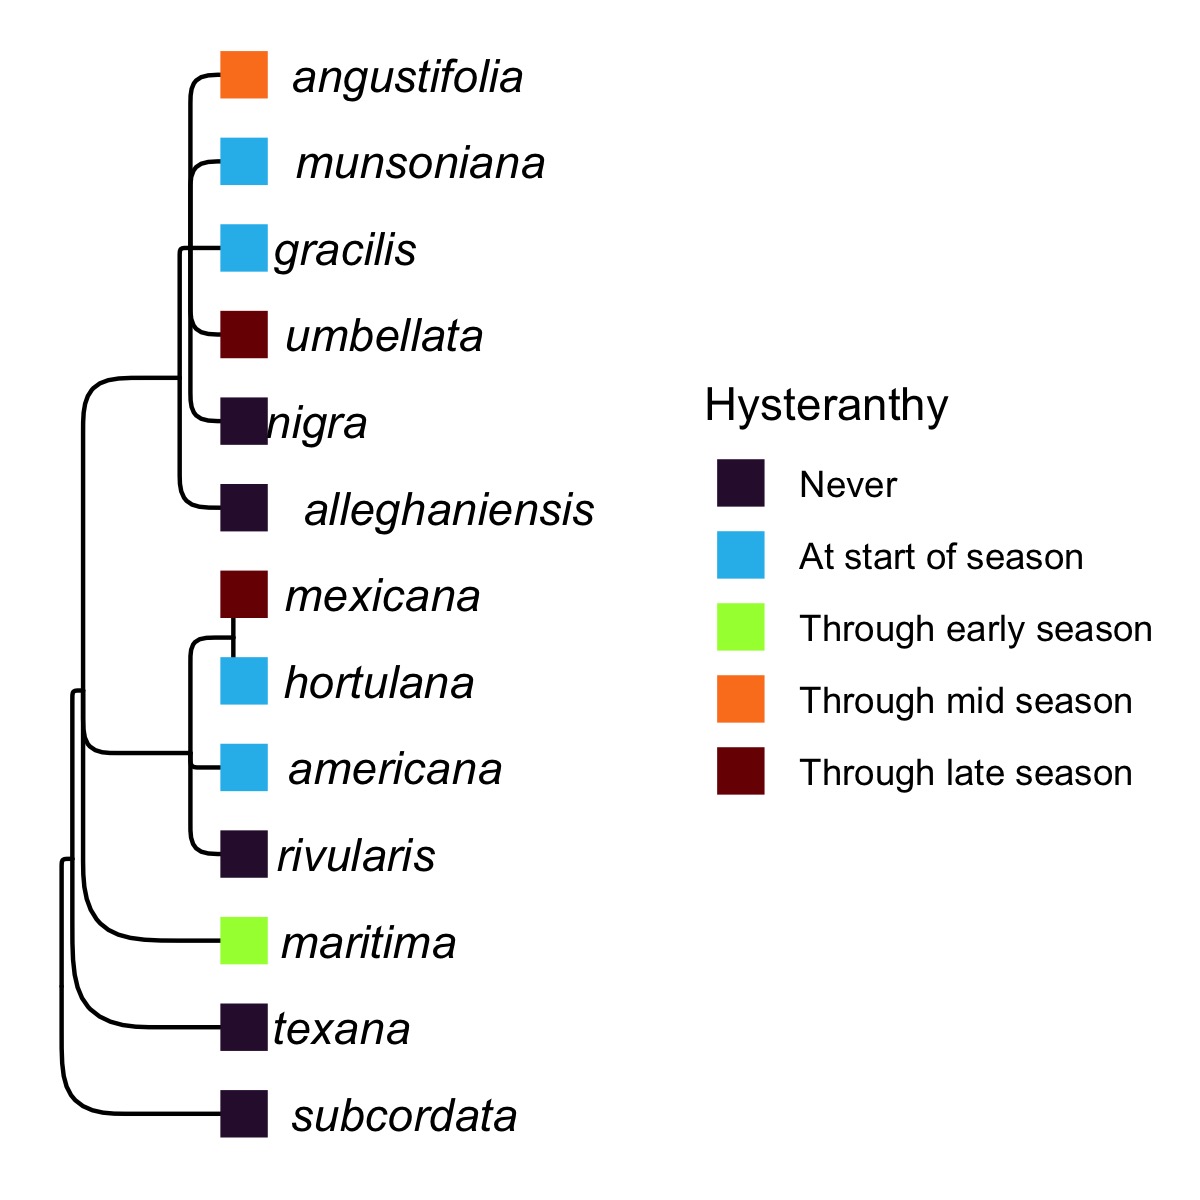 angustifolia
munsoniana
gracilis
umbellata
nigra
alleghaniensis
mexicana
hortulana
americana
rivularis
maritima
texana
subcordata
Hysteranthy
Never
At start of season
Through early season
Through mid season
Through late season